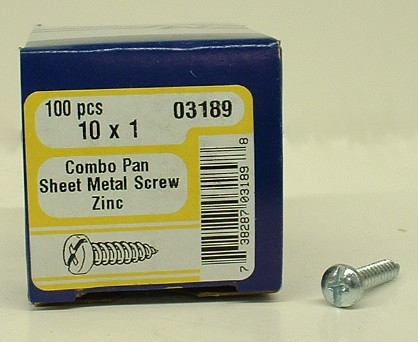 100 pcs 03189
10 x 1
Combo Pan
Sheet Metal Screw
Zinc
7 38287 03189 8